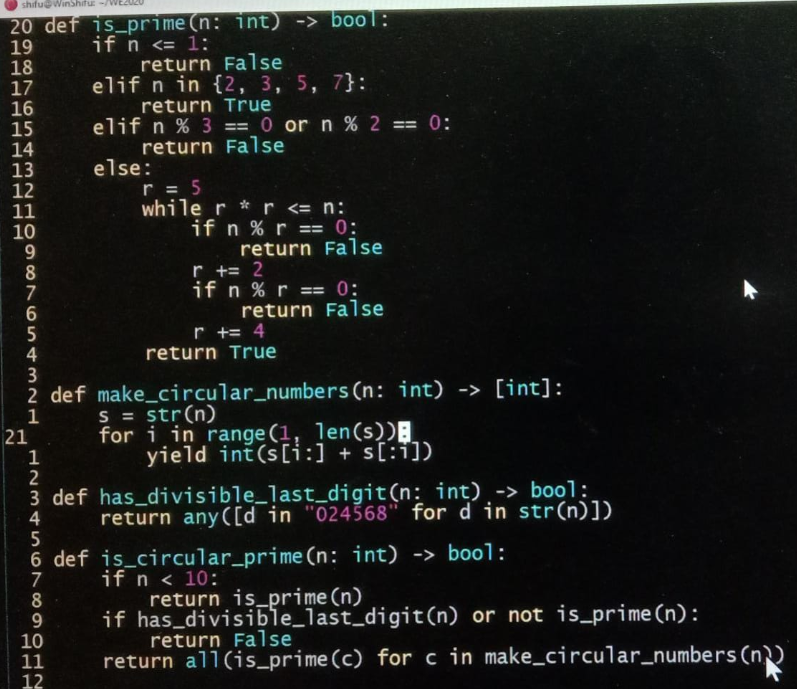 shifu@WinShifu: ~/WE2020
20 def is_prime(n: int) -> bool:
19     if n <= 1:
18         return False
17     elif n in {2, 3, 5, 7}:
16         return True
15     elif n % 3 == 0 or n % 2 == 0:
14         return False
13     else:
12         r = 5
11         while r * r <= n:
10             if n % r == 0:
9                 return False
8             r += 2
7             if n % r == 0:
6                 return False
5             r += 4
4         return True
3
2 def make_circular_numbers(n: int) -> [int]:
1     s = str(n)
21     for i in range(1, len(s)):
1         yield int(s[i:] + s[:i])
2
3 def has_divisible_last_digit(n: int) -> bool:
4     return any([d in "024568" for d in str(n)])
5
6 def is_circular_prime(n: int) -> bool:
7     if n < 10:
8         return is_prime(n)
9     if has_divisible_last_digit(n) or not is_prime(n):
10         return False
11     return all(is_prime(c) for c in make_circular_numbers(n))
12